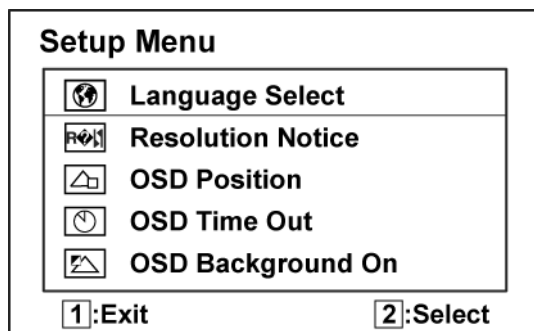 Setup Menu
Language Select
Resolution Notice
OSD Position
OSD Time Out
OSD Background On
1:Exit 2:Select